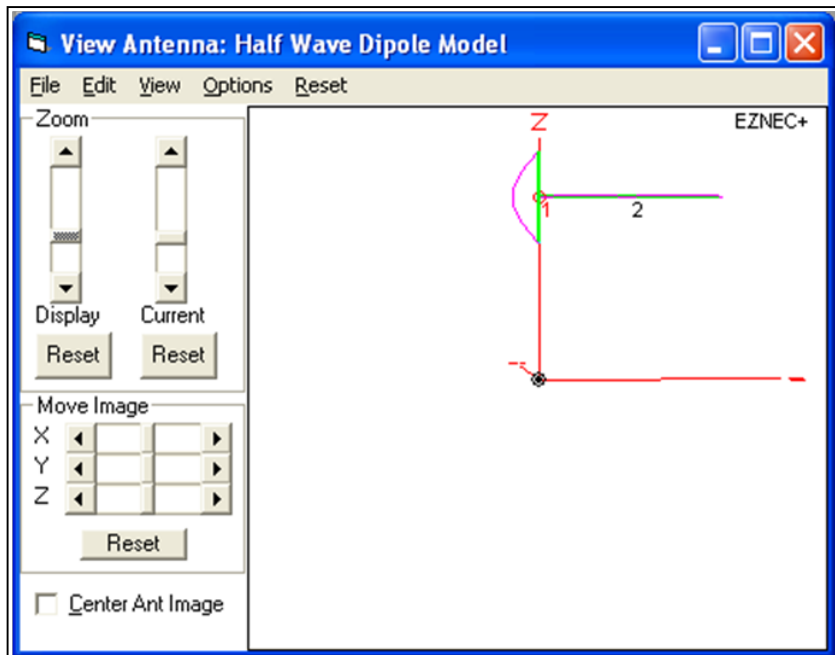 View Antenna: Half Wave Dipole Model
File Edit View Options Reset
Zoom
Display Current
Reset Reset
Move Image
X
Y
Z
Reset
Center Ant Image
Z
EZNEC+
1
2